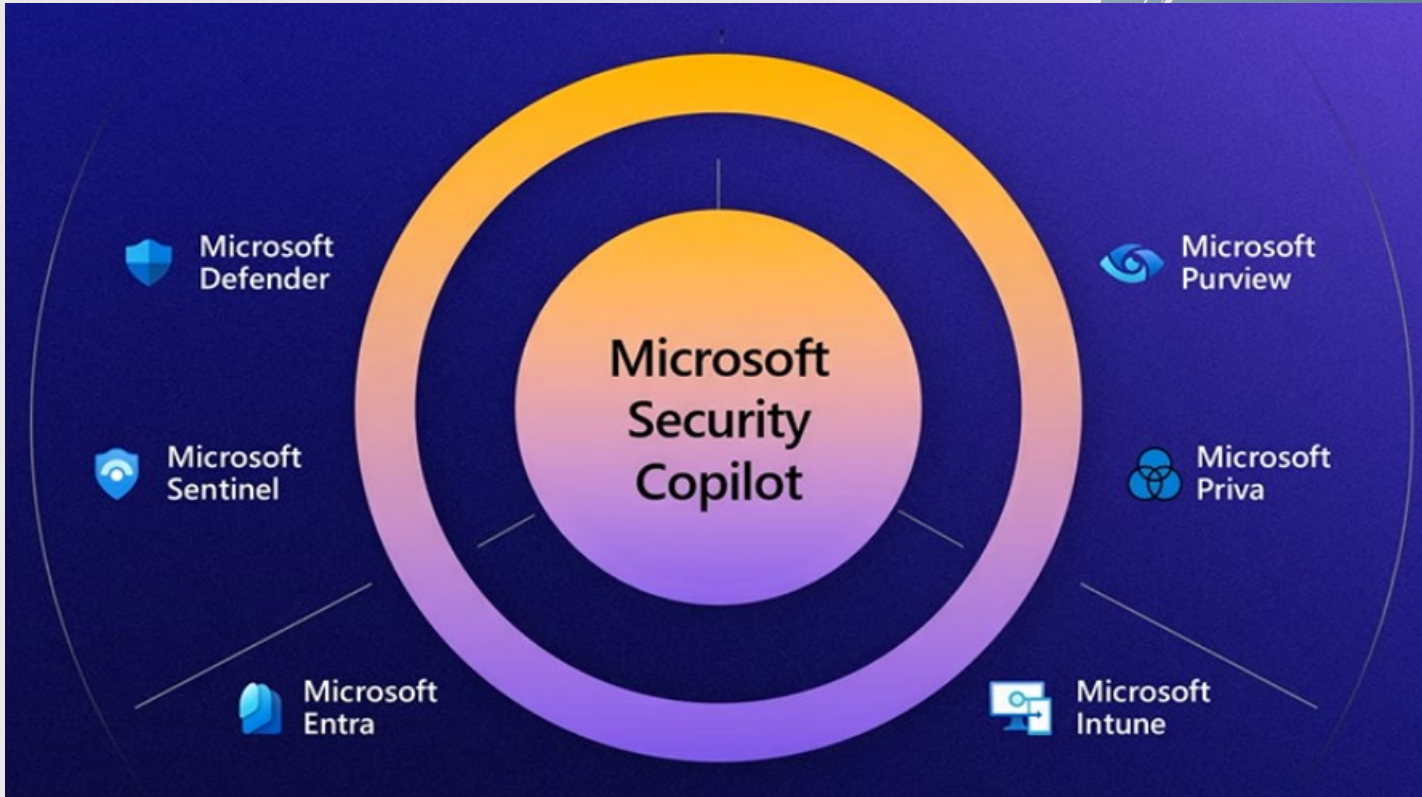 Microsoft
Defender
Microsoft
Sentinel
Microsoft
Entra
Microsoft
Security
Copilot
Microsoft
Purview
Microsoft
Priva
Microsoft
Intune